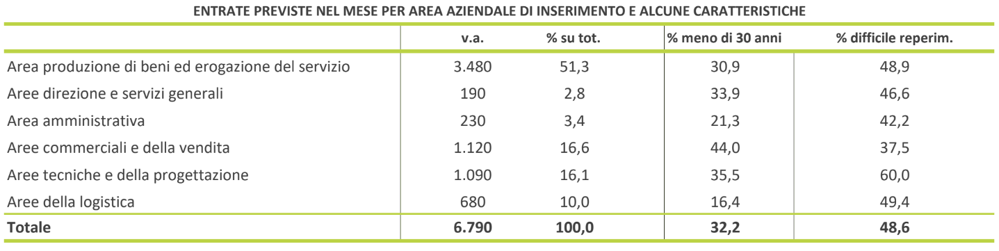 ENTRATE PREVISTE NEL MESE PER AREA AZIENDALE DI INSERIMENTO E ALCUNE CARATTERISTICHE
v.a. % su tot. % meno di 30 anni % difficile reperim.
Area produzione di beni ed erogazione del servizio 3.480 51,3 30,9 48,9
Aree direzione e servizi generali 190 2,8 33,9 46,6
Area amministrativa 230 3,4 21,3 42,2
Aree commerciali e della vendita 1.120 16,6 44,0 37,5
Aree tecniche e della progettazione 1.090 16,1 35,5 60,0
Aree della logistica 680 10,0 16,4 49,4
Totale 6.790 100,0 32,2 48,6